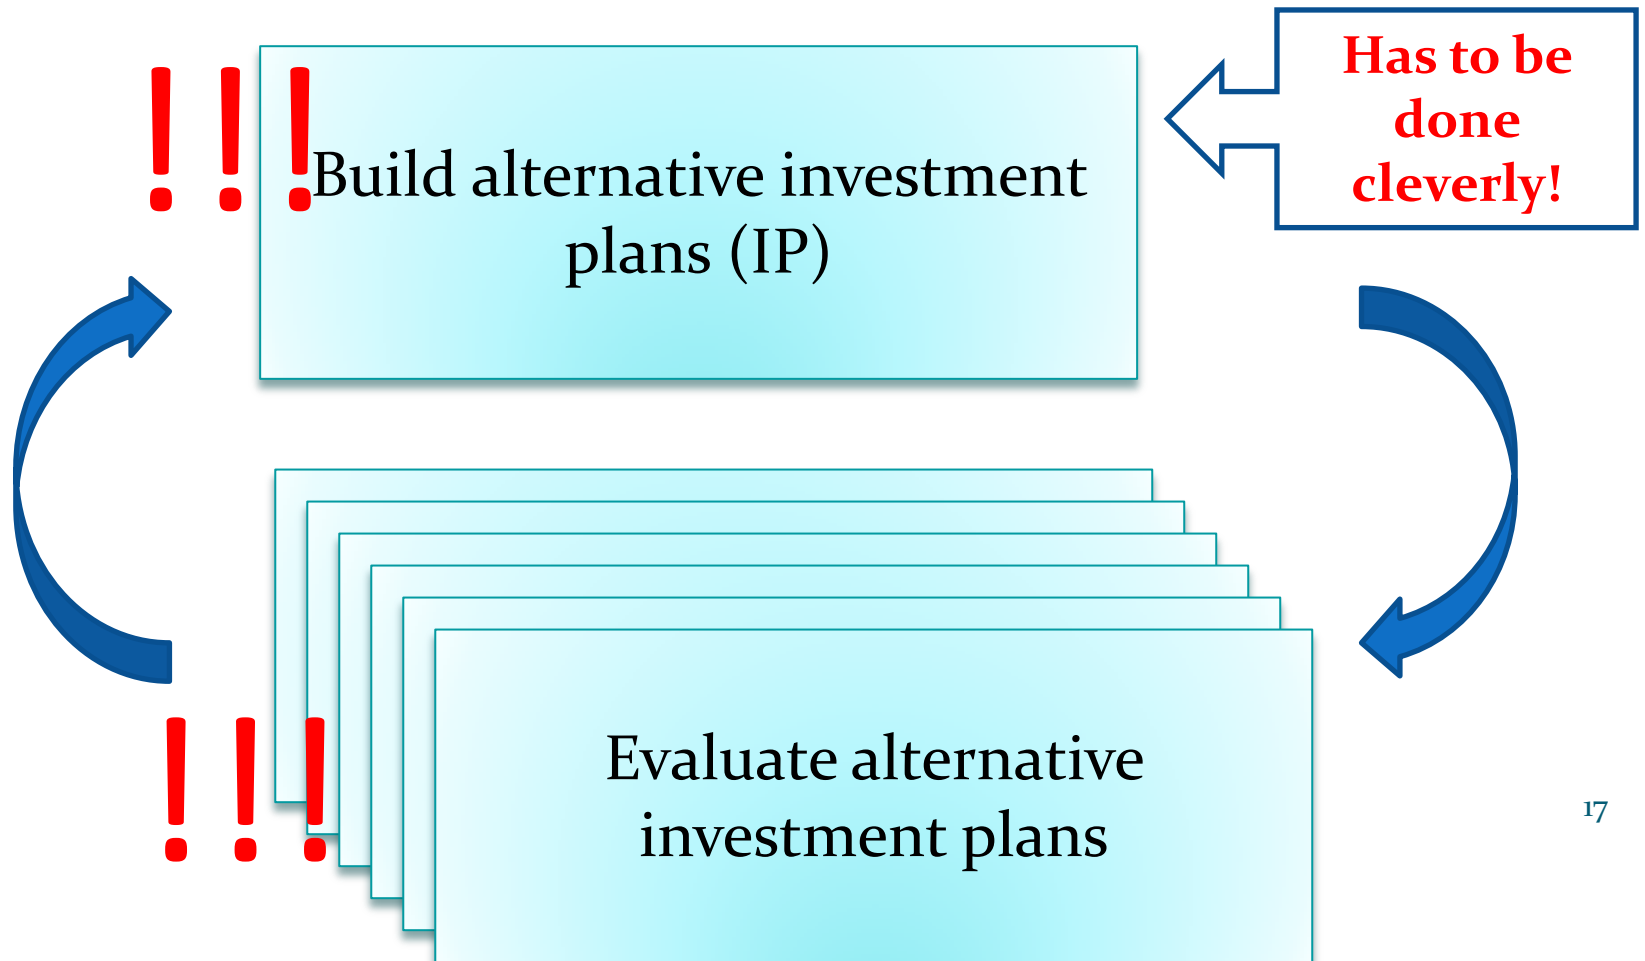 Has to be
done
cleverly!
!!!
Build alternative investment
plans (IP)
!!!
Evaluate alternative
investment plans
17